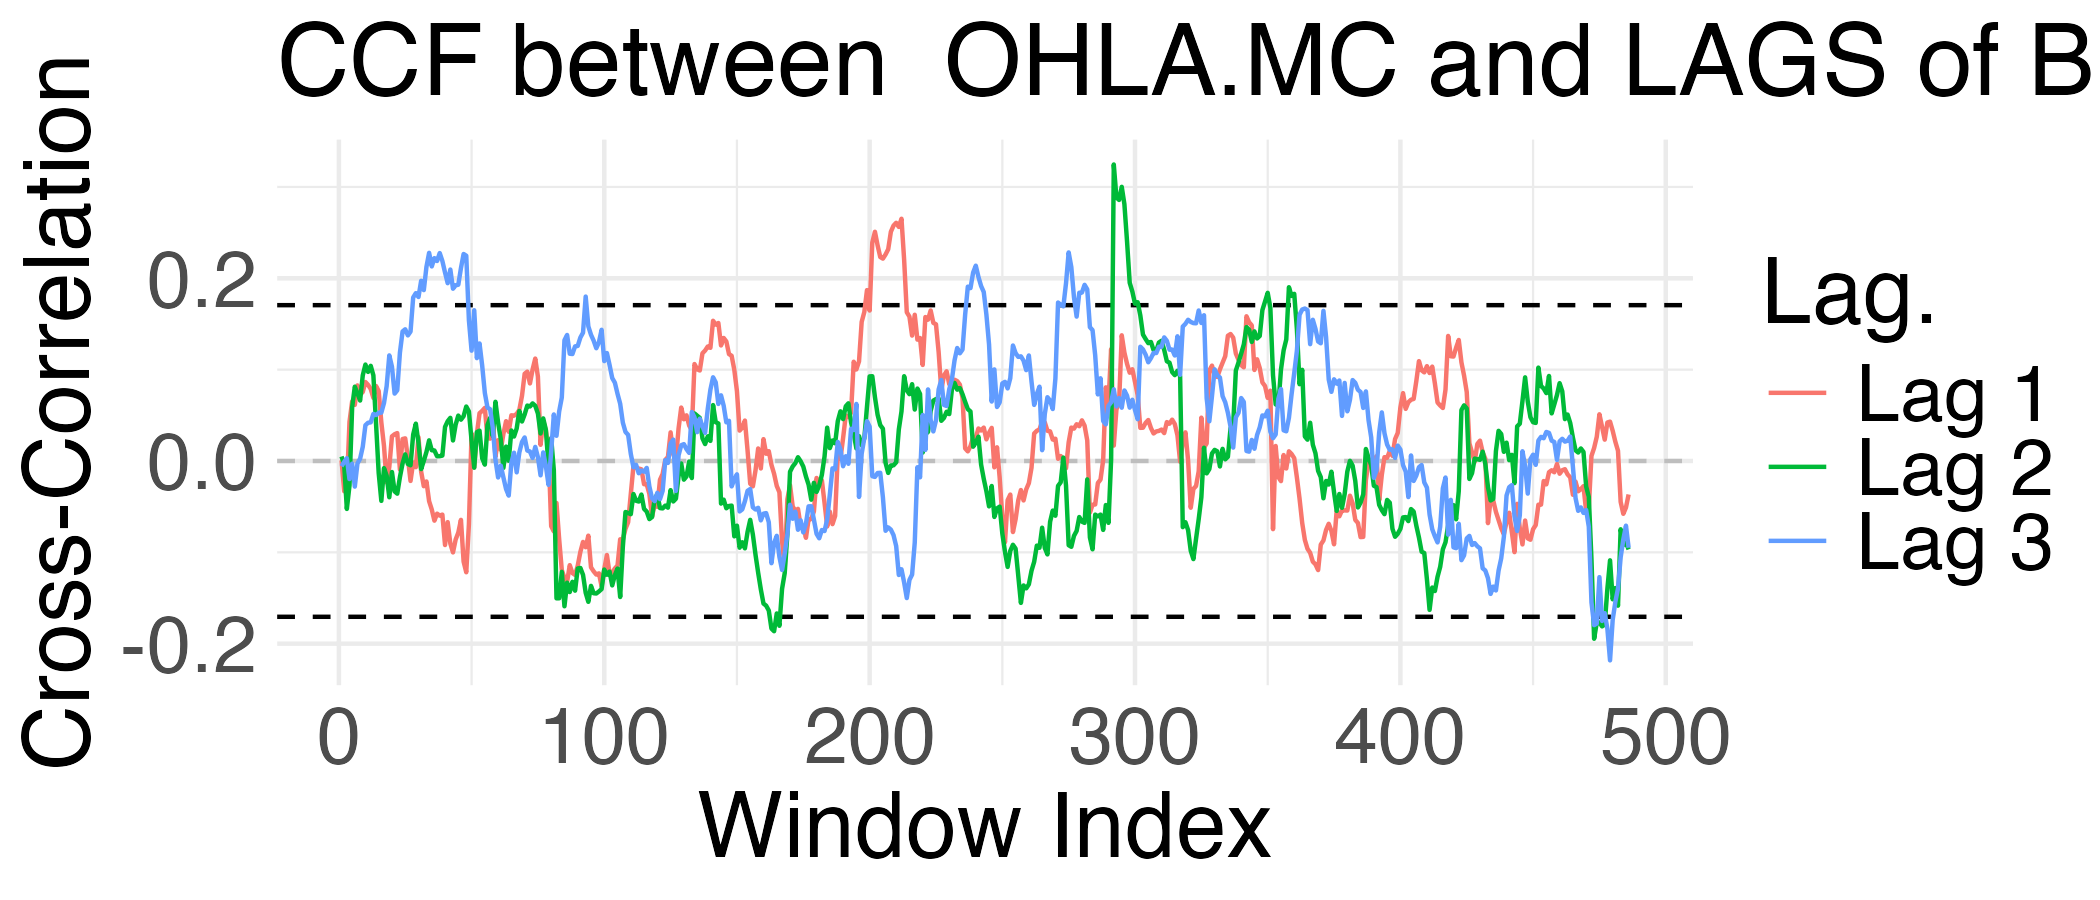 CCF between  OHLA.MC and LAGS of B
Cross-Correlation
0.2
0.0
-0.2
0
100
200
300
400
500
Window Index
Lag.
Lag 1
Lag 2
Lag 3